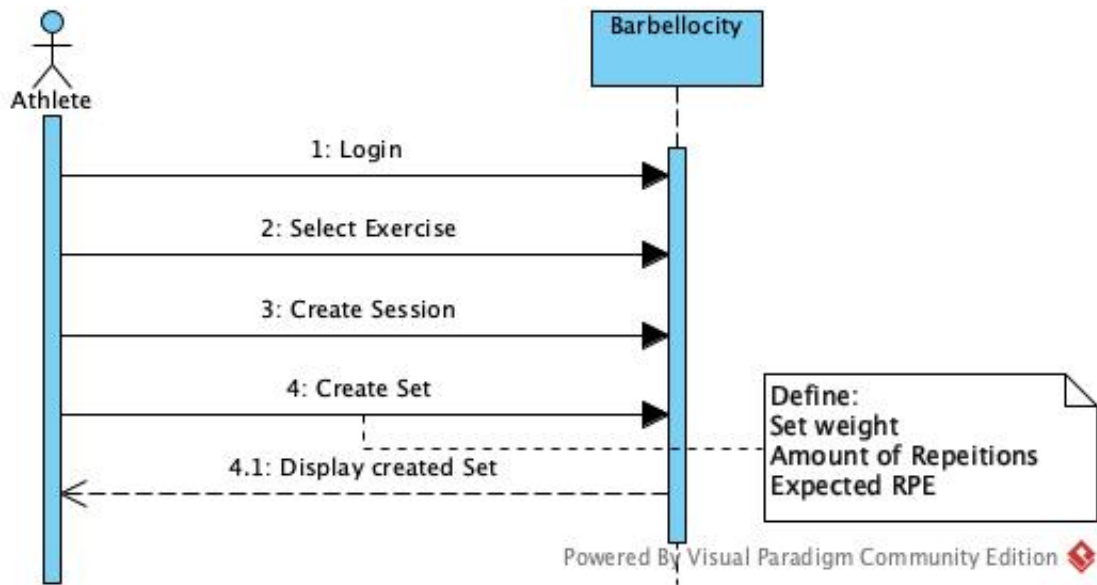 Barbellocity
Athlete
1: Login
2: Select Exercise
3: Create Session
4: Create Set
Define:
Set weight
Amount of Repeitions
Expected RPE
4.1: Display created Set
Powered By Visual Paradigm Community Edition